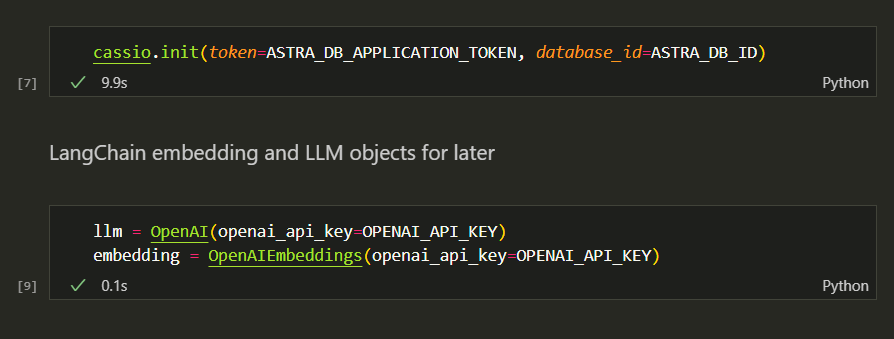 cassio.init(token=ASTRA_DB_APPLICATION_TOKEN, database_id=ASTRA_DB_ID)
[7]
9.9s
Python
LangChain embedding and LLM objects for later
llm = OpenAI(openai_api_key=OPENAI_API_KEY)
embedding = OpenAIEmbeddings(openai_api_key=OPENAI_API_KEY)
[9]
0.1s
Python